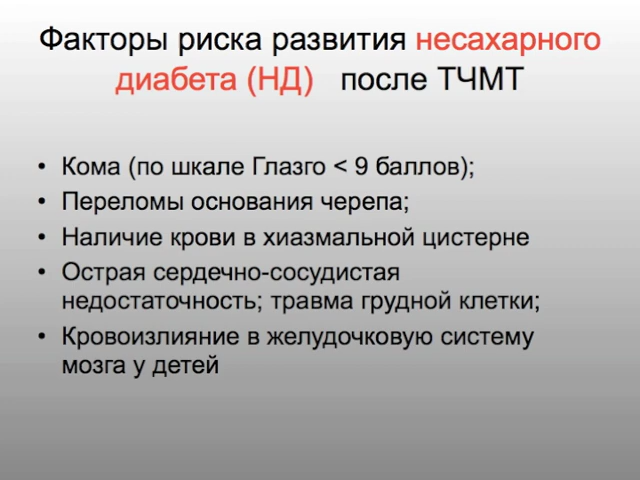 Факторы риска развития несахарного
диабета (НД) после ТЧМТ
• Кома (по шкале Глазго < 9 баллов);
• Переломы основания черепа;
• Наличие крови в хиазмальной цистерне
• Острая сердечно-сосудистая
недостаточность; травма грудной клетки;
• Кровоизлияние в желудочковую систему
мозга у детей